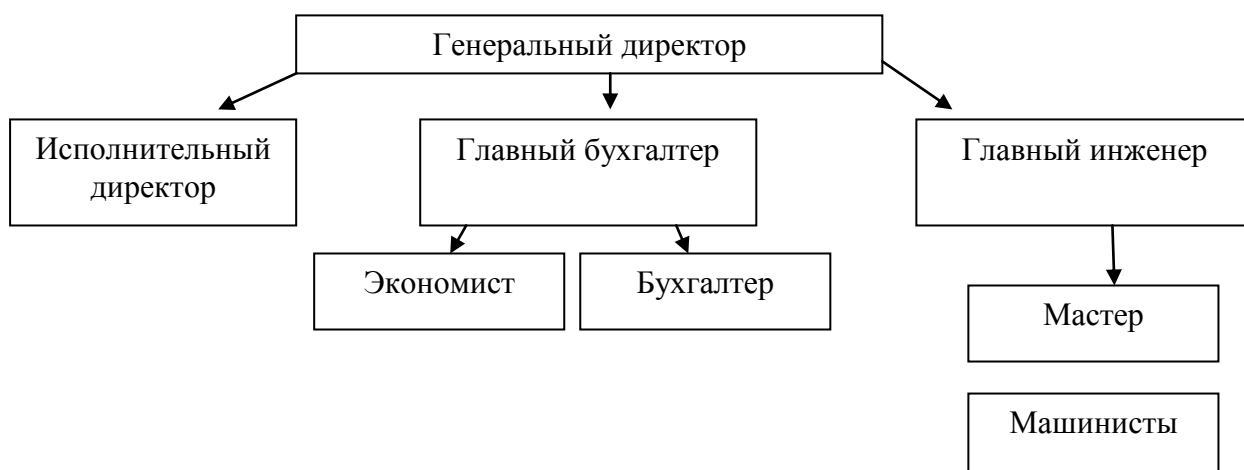 Генеральный директор
Исполнительный
директор
Главный бухгалтер
Главный инженер
Экономист
Бухгалтер
Мастер
Машинисты